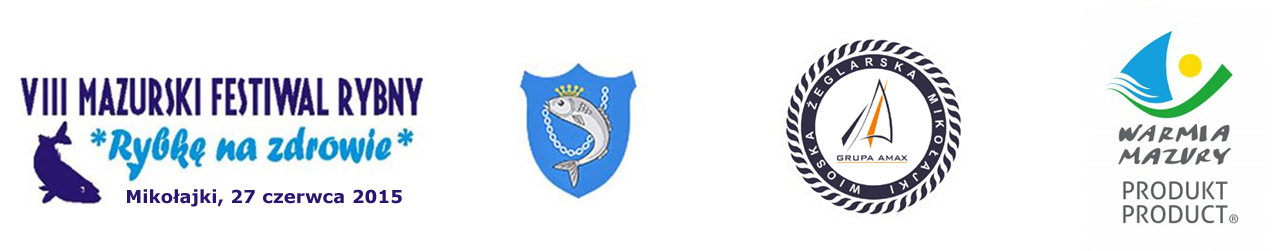 VIII MAZURSKI FESTIWAL RYBNY
*Rybkę na zdrowie*
Mikołajki, 27 czerwca 2015
WIOSKA ŻEGLARSKA MIKOŁAJKI
GRUPA AMAX
WARMIA
MAZURY
PRODUKT
PRODUCT®